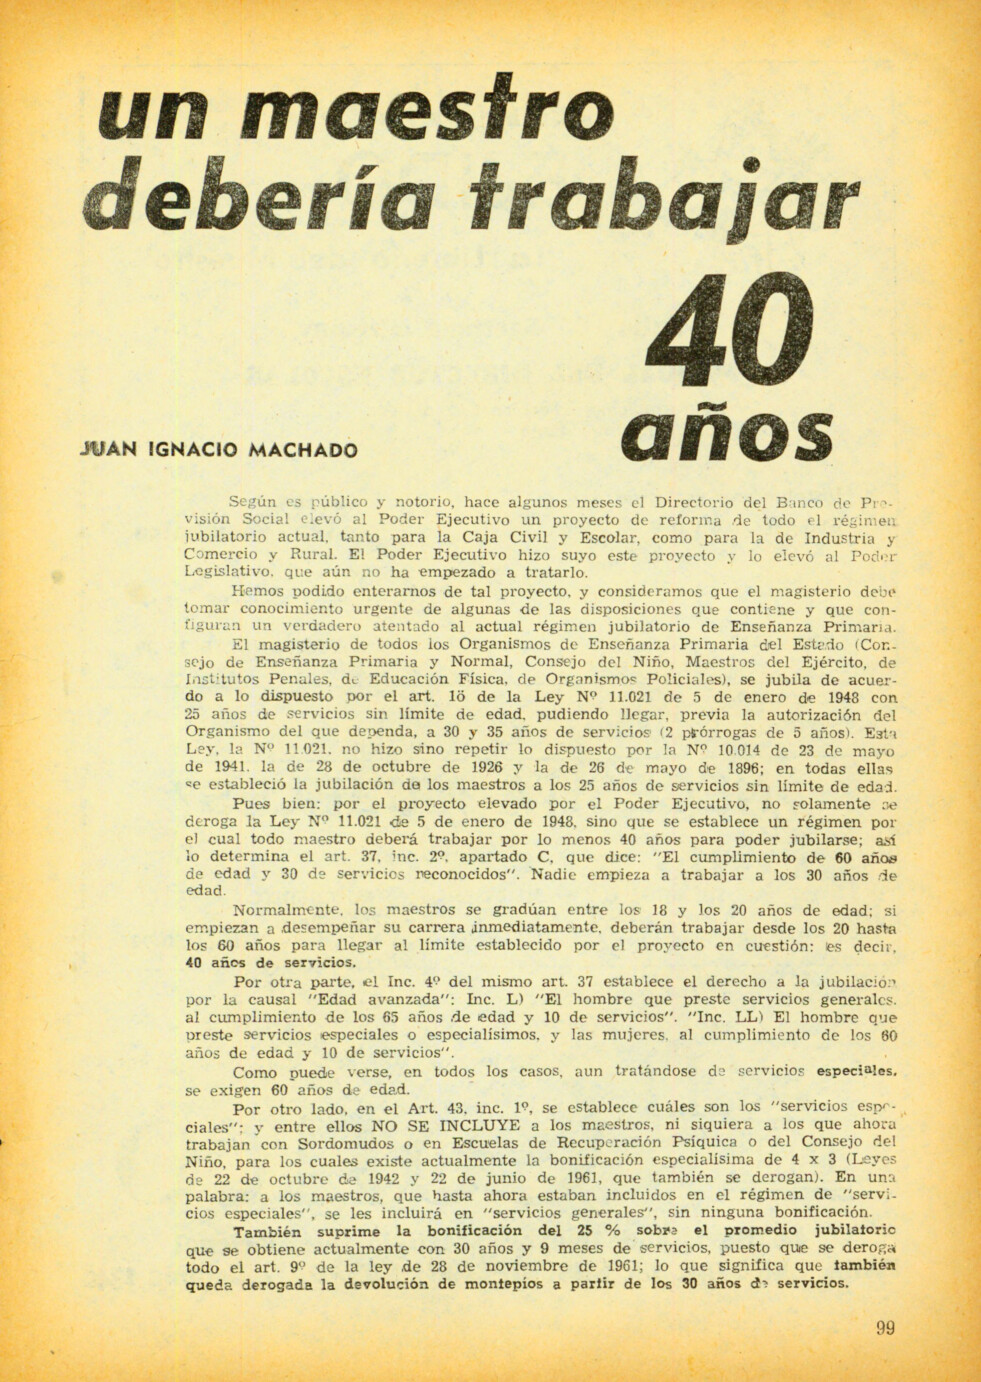 un maestro
debería trabajar
40
años
JUAN IGNACIO MACHADO
Según es público y notorio, hace algunos meses el Directorio del Banco de Pre-
visión Social elevó al Poder Ejecutivo un proyecto de reforma de todo el régimen
jubilatorio actual, tanto para la Caja Civil y Escolar, como para la de Industria y
Comercio y Rural. El Poder Ejecutivo hizo suyo este proyecto y lo elevó al Poder
Legislativo, que aún no ha empezado a tratarlo.
Hemos podido enterarnos de tal proyecto, y consideramos que el magisterio debe
tomar conocimiento urgente de algunas de las disposiciones que contiene y que con-
figuran un verdadero atentado al actual régimen jubilatorio de Enseñanza Primaria.
El magisterio de todos los Organismos de Enseñanza Primaria del Estado (Con-
sejo de Enseñanza Primaria y Normal, Consejo del Niño, Maestros del Ejército, de
Institutos Penales, de Educación Física, de Organismos Policiales), se jubila de acuer-
do a lo dispuesto por el art. 16 de la Ley Nº 11.021 de 5 de enero de 1948 con
25 años de servicios sin límite de edad, pudiendo llegar, previa la autorización del
Organismo del que dependa, a 30 y 35 años de servicios (2 prórrogas de 5 años). Esta
Ley, la Nº 11.021, no hizo sino repetir lo dispuesto por la Nº 10.014 de 23 de mayo
de 1941, la de 28 de octubre de 1926 y la de 26 de mayo de 1896; en todas ellas
se estableció la jubilación de los maestros a los 25 años de servicios sin límite de edad.
Pues bien: por el proyecto elevado por el Poder Ejecutivo, no solamente se
deroga la Ley Nº 11.021 de 5 de enero de 1948, sino que se establece un régimen por
el cual todo maestro deberá trabajar por lo menos 40 años para poder jubilarse; así
lo determina el art. 37, inc. 2º, apartado C, que dice: "El cumplimiento de 60 años
de edad y 30 de servicios reconocidos". Nadie empieza a trabajar a los 30 años de
edad.
Normalmente, los maestros se gradúan entre los 18 y los 20 años de edad; si
empiezan a desempeñar su carrera inmediatamente, deberán trabajar desde los 20 hasta
los 60 años para llegar al límite establecido por el proyecto en cuestión: es decir,
40 años de servicios.
Por otra parte, el Inc. 4º del mismo art. 37 establece el derecho a la jubilación
por la causal "Edad avanzada": Inc. L) "El hombre que preste servicios generales,
al cumplimiento de los 65 años de edad y 10 de servicios". "Inc. LL) El hombre que
preste servicios especiales o especialísimos, y las mujeres, al cumplimiento de los 60
años de edad y 10 de servicios".
Como puede verse, en todos los casos, aun tratándose de servicios especiales,
se exigen 60 años de edad.
Por otro lado, en el Art. 43, inc. 1º, se establece cuáles son los "servicios espe-
ciales"; y entre ellos NO SE INCLUYE a los maestros, ni siquiera a los que ahora
trabajan con Sordomudos o en Escuelas de Recuperación Psíquica o del Consejo del
Niño, para los cuales existe actualmente la bonificación especialísima de 4 x 3 (Leyes
de 22 de octubre de 1942 y 22 de junio de 1961, que también se derogan). En una
palabra: a los maestros, que hasta ahora estaban incluidos en el régimen de "servi-
cios especiales", se les incluirá en "servicios generales", sin ninguna bonificación.
También suprime la bonificación del 25 % sobre el promedio jubilatorio
que se obtiene actualmente con 30 años y 9 meses de servicios, puesto que se deroga
todo el art. 9º de la ley de 28 de noviembre de 1961; lo que significa que también
queda derogada la devolución de montepíos a partir de los 30 años de servicios.
99